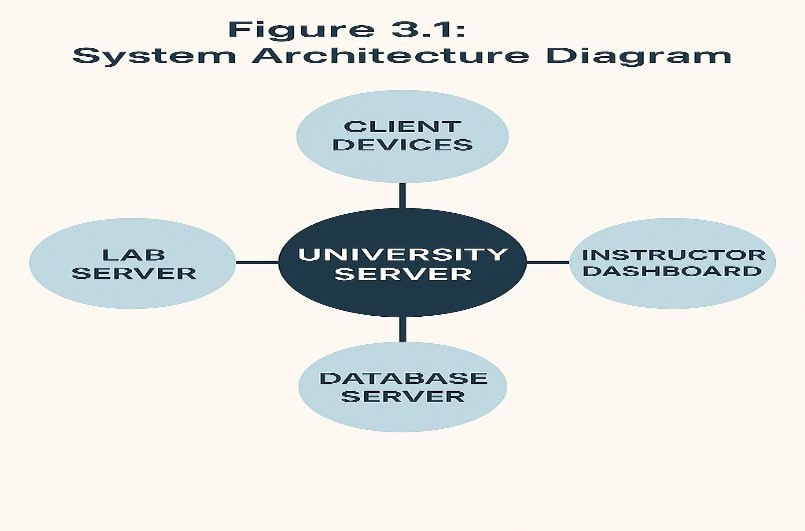 Figure 3.1:
System Architecture Diagram
CLIENT
DEVICES
LAB
SERVER
UNIVERSITY
SERVER
INSTRUCTOR
DASHBOARD
DATABASE
SERVER